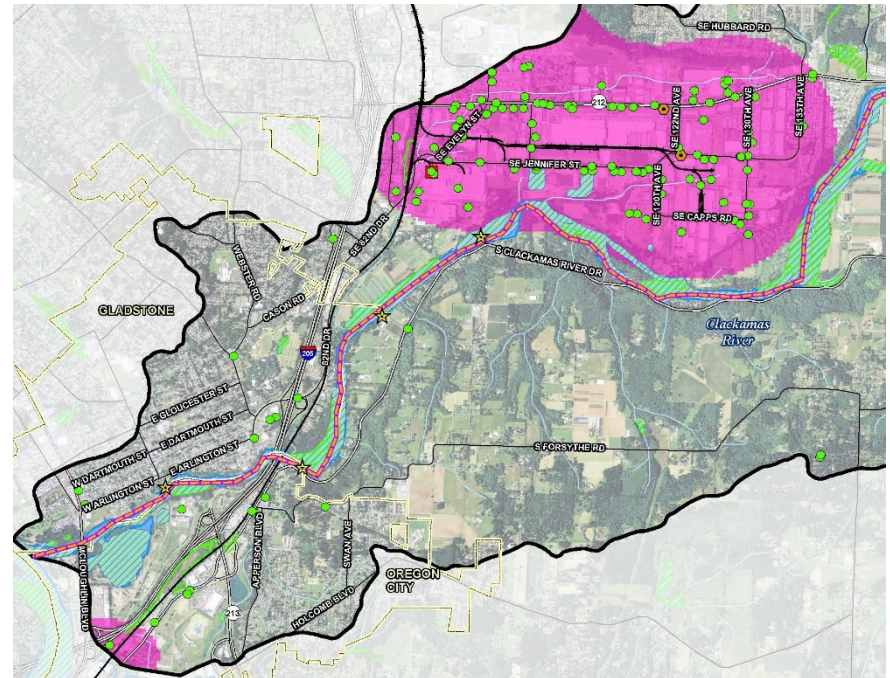 SE HUBBARD RD
212
SE 122ND AVE
SE 130TH AVE
SE 135TH AVE
SE EVELYN ST
SE JENNIFER ST
SE 120TH AVE
SE CAPPS RD
SE 82ND DR
S CLACKAMAS RIVER DR
WEBSTER RD
CASON RD
GLADSTONE
Clackamas
River
205
82ND DR
E GLOUCESTER ST
E DARTMOUTH ST
W DARTMOUTH ST
E ARLINGTON ST
W ARLINGTON ST
S FORSYTHE RD
MCLOUGHLIN BLVD
APPERSON BLVD
SWAN AVE
OREGON
CITY
HOLCOMB BLVD
213